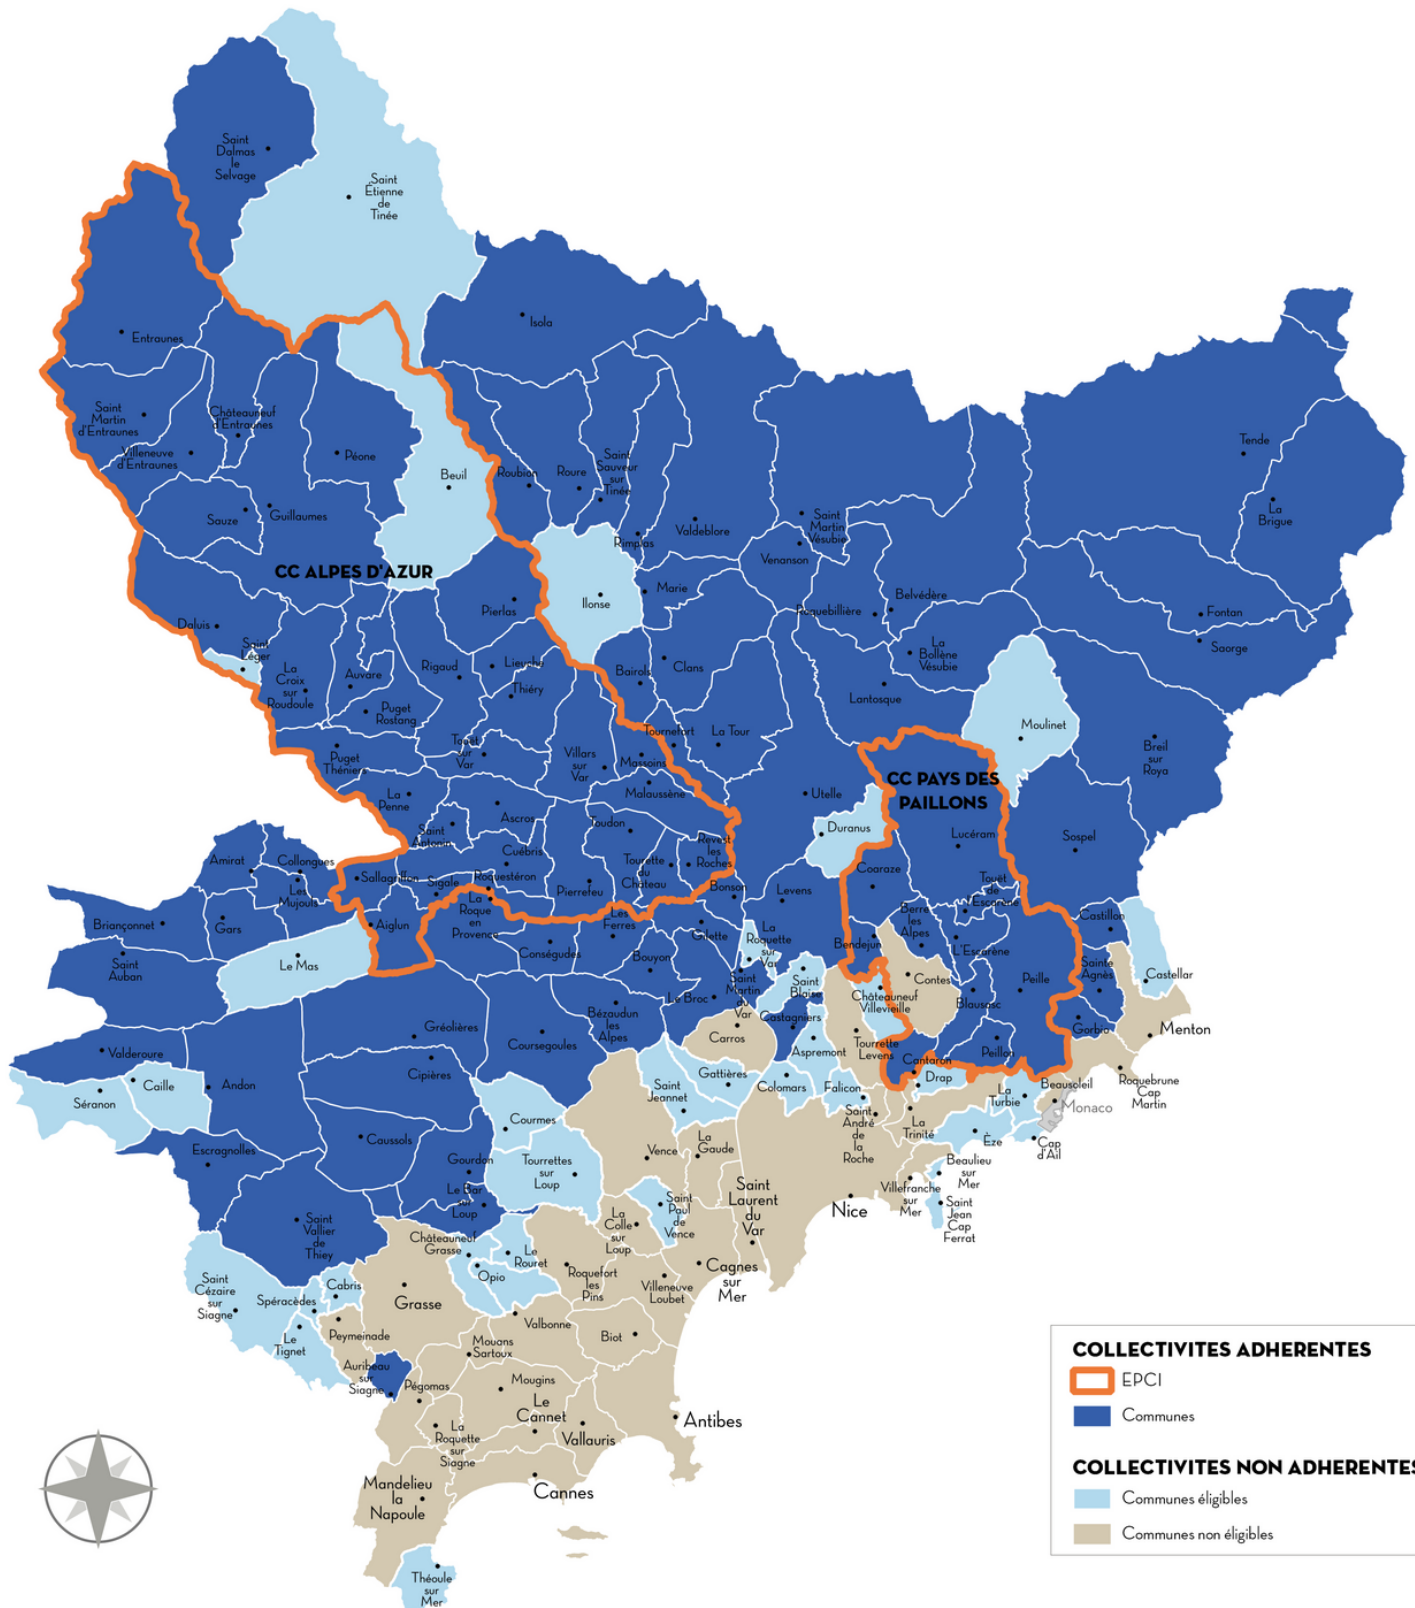 Saint
Dalmas
le
Selvage
Saint
Étienne
de
Tinée
Isola
Entraunes
Saint
Martin
d'Entraunes
Châteauneuf
d'Entraunes
Villeneuve
d'Entraunes
Péone
Beuil
Roubion
Roure
Saint
Sauveur
sur
Tinée
Tende
La
Brigue
Sauze
Guillaumes
Rimplas
Valdeblore
Saint
Martin
Vésubie
Venanson
CC ALPES D'AZUR
Pierlas
Ilonse
Marie
Roquebillière
Belvédère
Fontan
Saorge
Daluis
Saint
Léger
La
Croix
sur
Roudoule
Auvare
Rigaud
Lieuche
Thiéry
Bairols
Clans
La
Bollène
Vésubie
Lantosque
Puget
Rostang
Moulinet
Breil
sur
Roya
Puget
Théniers
Touët
sur
Var
Villars
sur
Var
Tournefort
Massoins
Malaussène
La Tour
Utelle
CC PAYS DES
PAILLONS
La
Penne
Saint
Antonin
Ascros
Toudon
Duranus
Lucéram
Sospel
Amirat
Collongues
Les
Mujouls
Sallagriffon
Sigale
Cuébris
Roquestéron
Pierrefeu
Tourette
du
Château
Revest
les
Roches
Bonson
Levens
Coaraze
Touët
de
l'Escarène
Briançonnet
Gars
Aiglun
La
Roque
en
Provence
Conségudes
Les
Ferres
Gilette
La
Roquette
sur
Var
Bendejun
Berre
les
Alpes
L'Escarène
Castillon
Saint
Auban
Le Mas
Bouyon
Le Broc
Saint
Martin
du
Var
Saint
Blaise
Châteauneuf
Villevieille
Contes
Blausasc
Peille
Sainte
Agnès
Castellar
Bézaudun
les
Alpes
Gréolières
Coursegoules
Carros
Castagniers
Aspremont
Tourrette
Levens
Cantaron
Peillon
Gorbio
Menton
Valderoure
Caille
Séranon
Andon
Cipières
Saint
Jeannet
Gattières
Colomars
Falicon
Drap
La
Turbie
Beausoleil
Monaco
Roquebrune
Cap
Martin
Courmes
Saint
André
de
la
Roche
La
Trinité
Èze
Cap
d'Ail
Escragnolles
Caussols
Gourdon
Le Bar
sur
Loup
Tourrettes
sur
Loup
Vence
La
Gaude
Saint
Paul
de
Vence
Saint
Laurent
du
Var
Nice
Villefranche
sur
Mer
Beaulieu
sur
Mer
Saint
Jean
Cap
Ferrat
Saint
Vallier
de
Thiey
Châteauneuf
Grasse
Le
Rouret
Opio
La
Colle
sur
Loup
Roquefort
les
Pins
Villeneuve
Loubet
Cagnes
sur
Mer
Saint
Cézaire
sur
Siagne
Spéracèdes
Cabris
Le
Tignet
Peymeinade
Grasse
Valbonne
Biot
Mouans
Sartoux
Auribeau
sur
Siagne
Pégomas
Mougins
Le
Cannet
Vallauris
Antibes
La
Roquette
sur
Siagne
Mandelieu
la
Napoule
Cannes
Théoule
sur
Mer
COLLECTIVITES ADHERENTES
EPCI
Communes
COLLECTIVITES NON ADHERENTES
Communes éligibles
Communes non éligibles